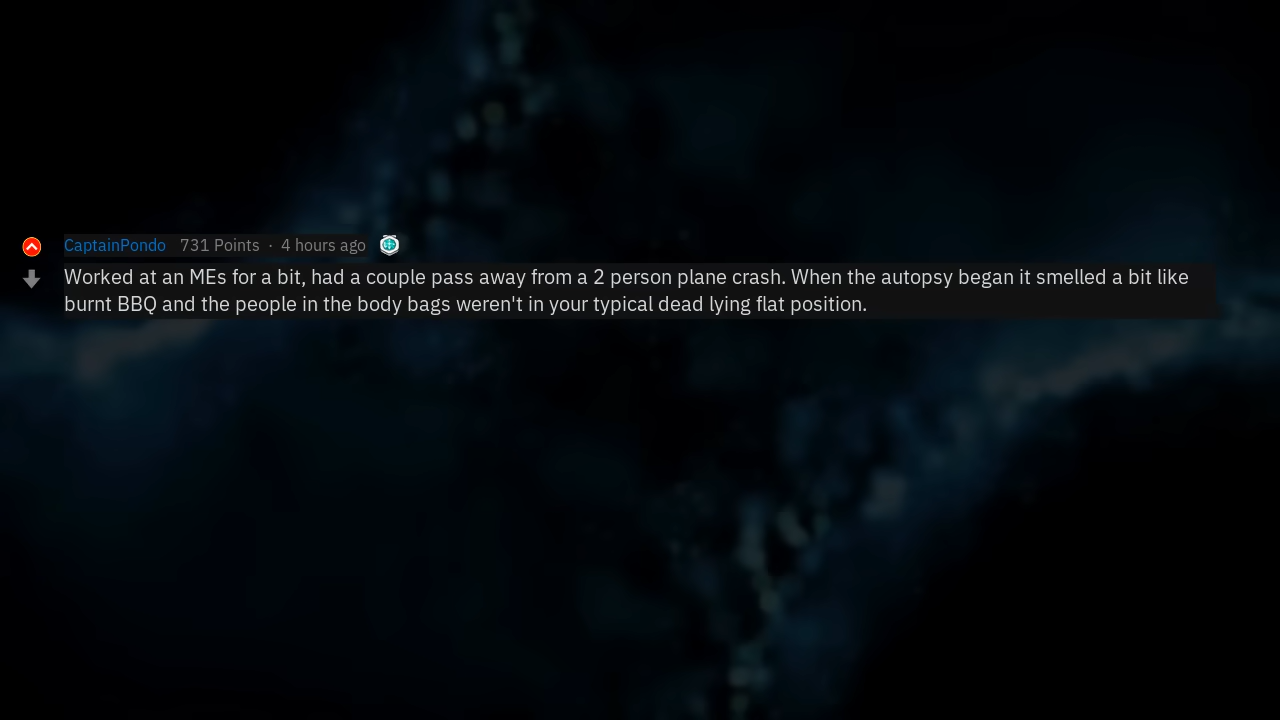 CaptainPondo 731 Points · 4 hours ago
Worked at an MEs for a bit, had a couple pass away from a 2 person plane crash. When the autopsy began it smelled a bit like
burnt BBQ and the people in the body bags weren't in your typical dead lying flat position.